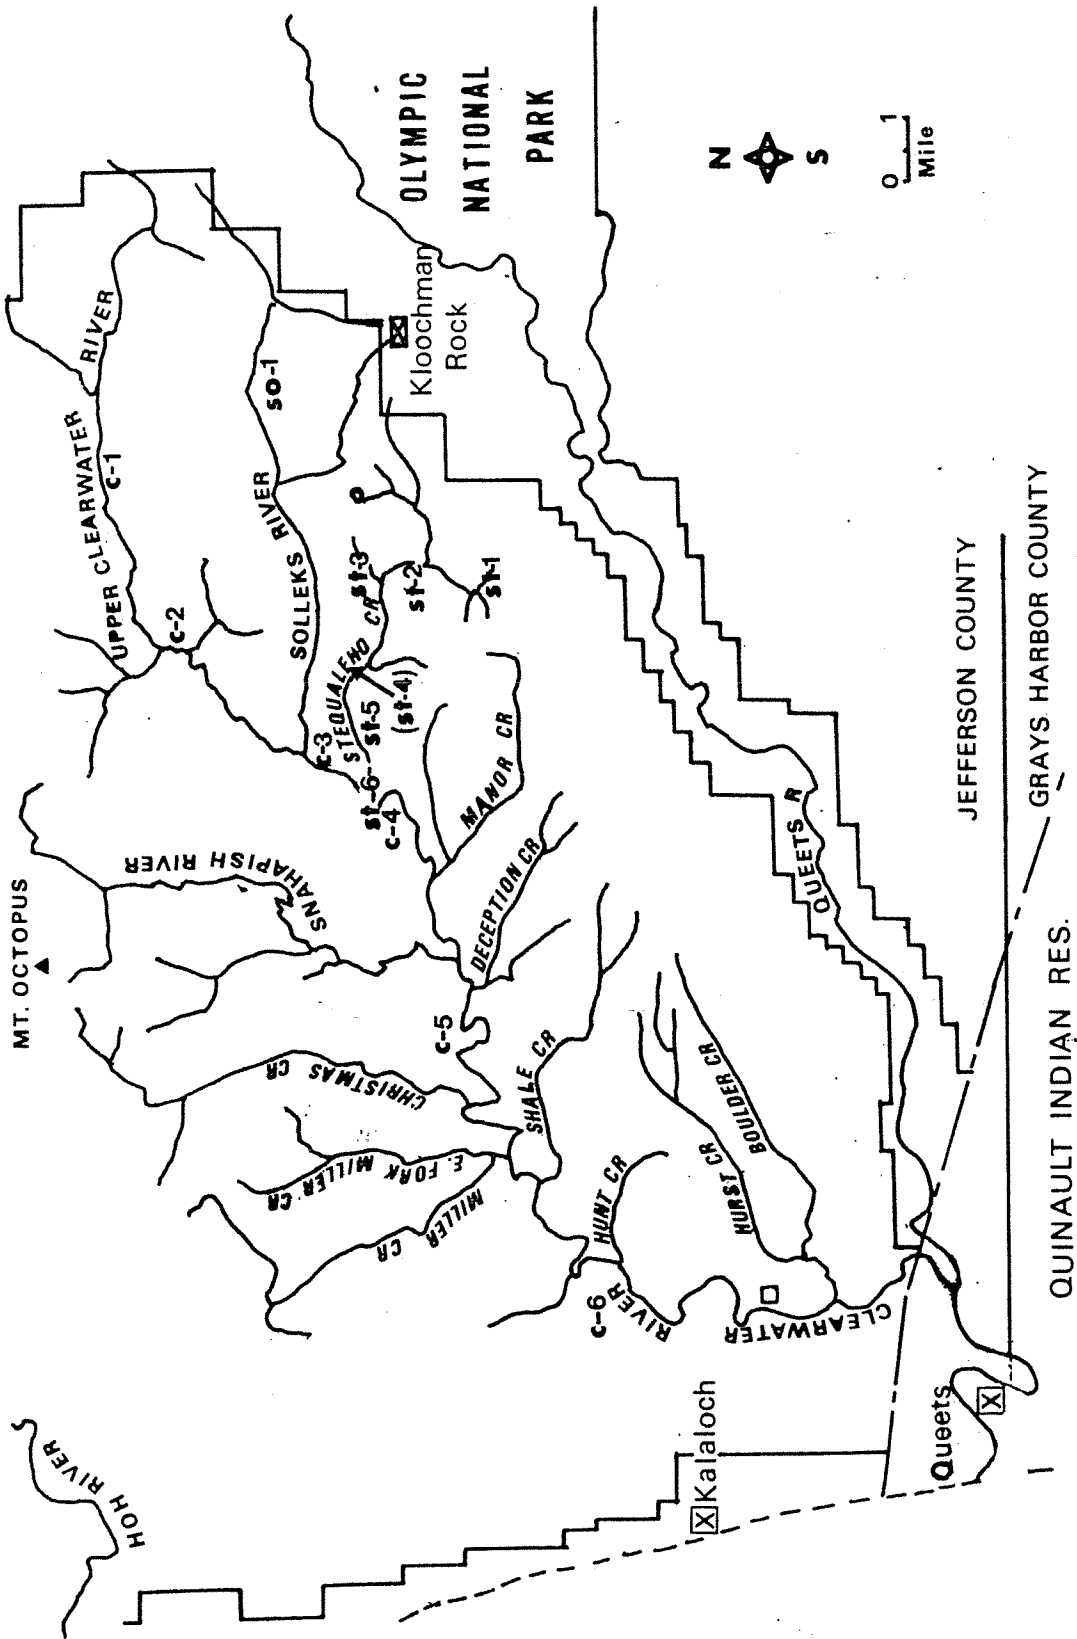 HOH RIVER
MT. OCTOPUS
UPPER CLEARWATER RIVER
c-1
c-2
SNAHAPISH RIVER
SOLLEKS RIVER
so-1
CHRISTMAS CR
E. FORK MILLER CR
MILLER CR
c-3
STEQUALEHO CR
st-3
st-2
st-1
(st-4)
st-5
st-6
c-4
MANOR CR
DECEPTION CR
c-5
SHALE CR
HUNT CR
c-6
CLEARWATER RIVER
HURST CR
BOULDER CR
Kloochman
Rock
OLYMPIC
NATIONAL
PARK
N
S
0 1
Mile
QUEETS R
Kalaloch
X
Queets
X
JEFFERSON COUNTY
GRAYS HARBOR COUNTY
QUINAULT INDIAN RES.